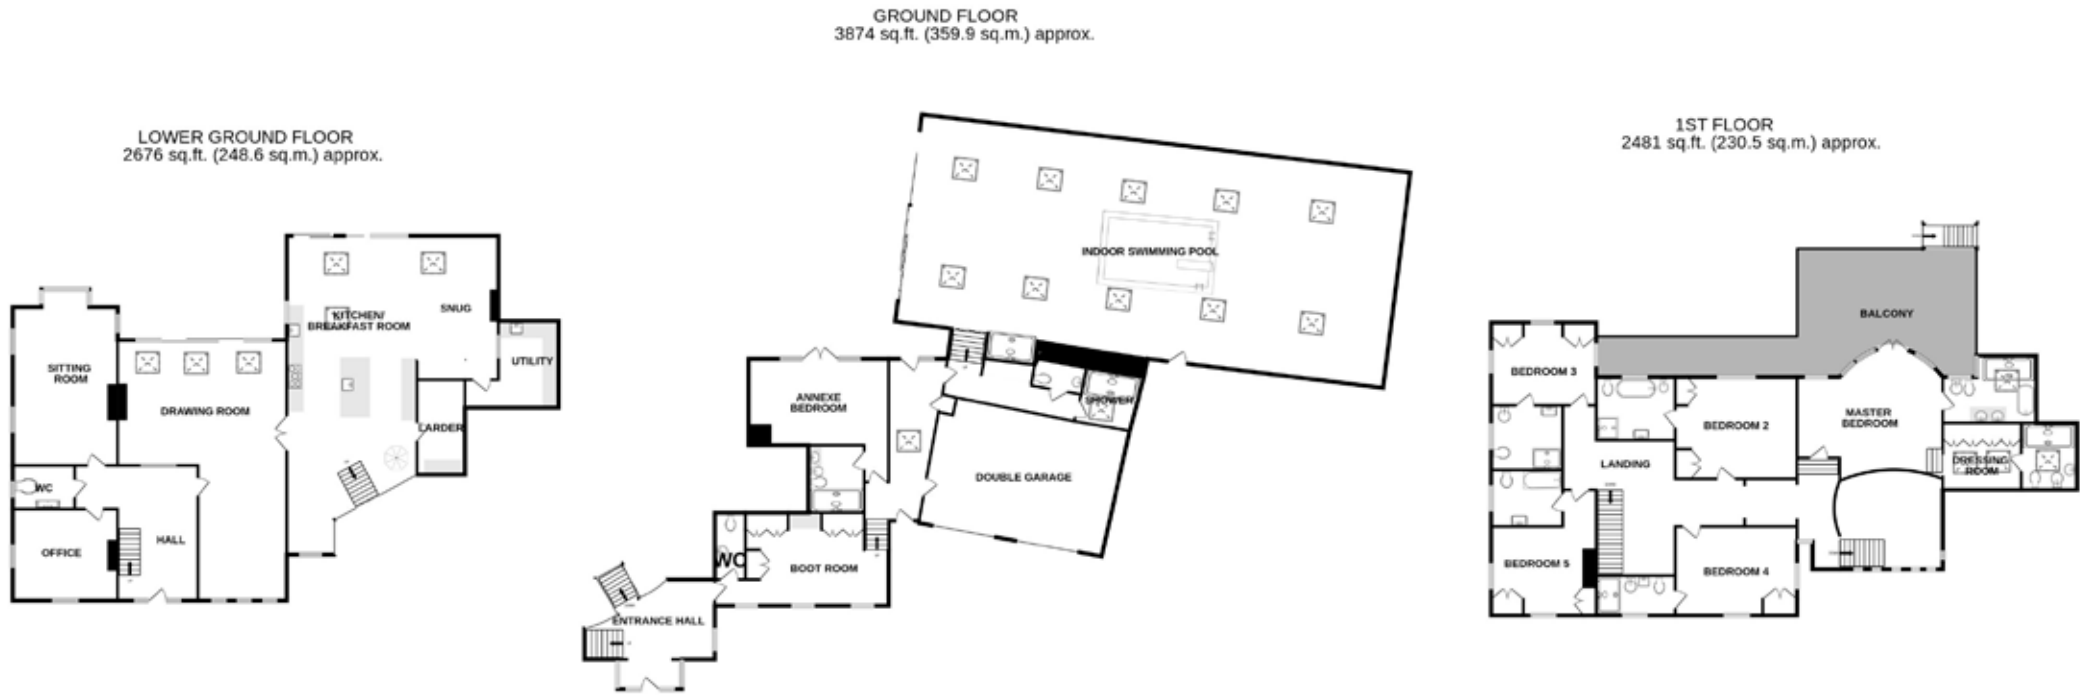 GROUND FLOOR
3874 sq.ft. (359.9 sq.m.) approx.
LOWER GROUND FLOOR
2676 sq.ft. (248.6 sq.m.) approx.
1ST FLOOR
2481 sq.ft. (230.5 sq.m.) approx.
KITCHEN/
BREAKFAST ROOM
SNUG
UTILITY
SITTING
ROOM
DRAWING ROOM
LARDER
WC
OFFICE
HALL
INDOOR SWIMMING POOL
ANNEXE
BEDROOM
SHOWER
DOUBLE GARAGE
WC
BOOT ROOM
ENTRANCE HALL
BALCONY
BEDROOM 3
MASTER
BEDROOM
BEDROOM 2
LANDING
DRESSING
ROOM
BEDROOM 5
BEDROOM 4